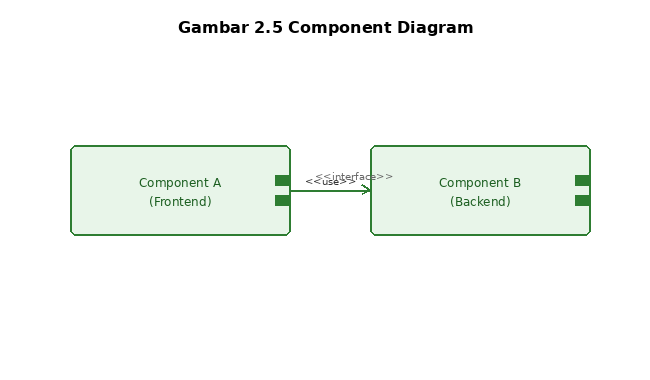 Gambar 2.5 Component Diagram
Component A
(Frontend)
<<interface>>
<<use>>
Component B
(Backend)